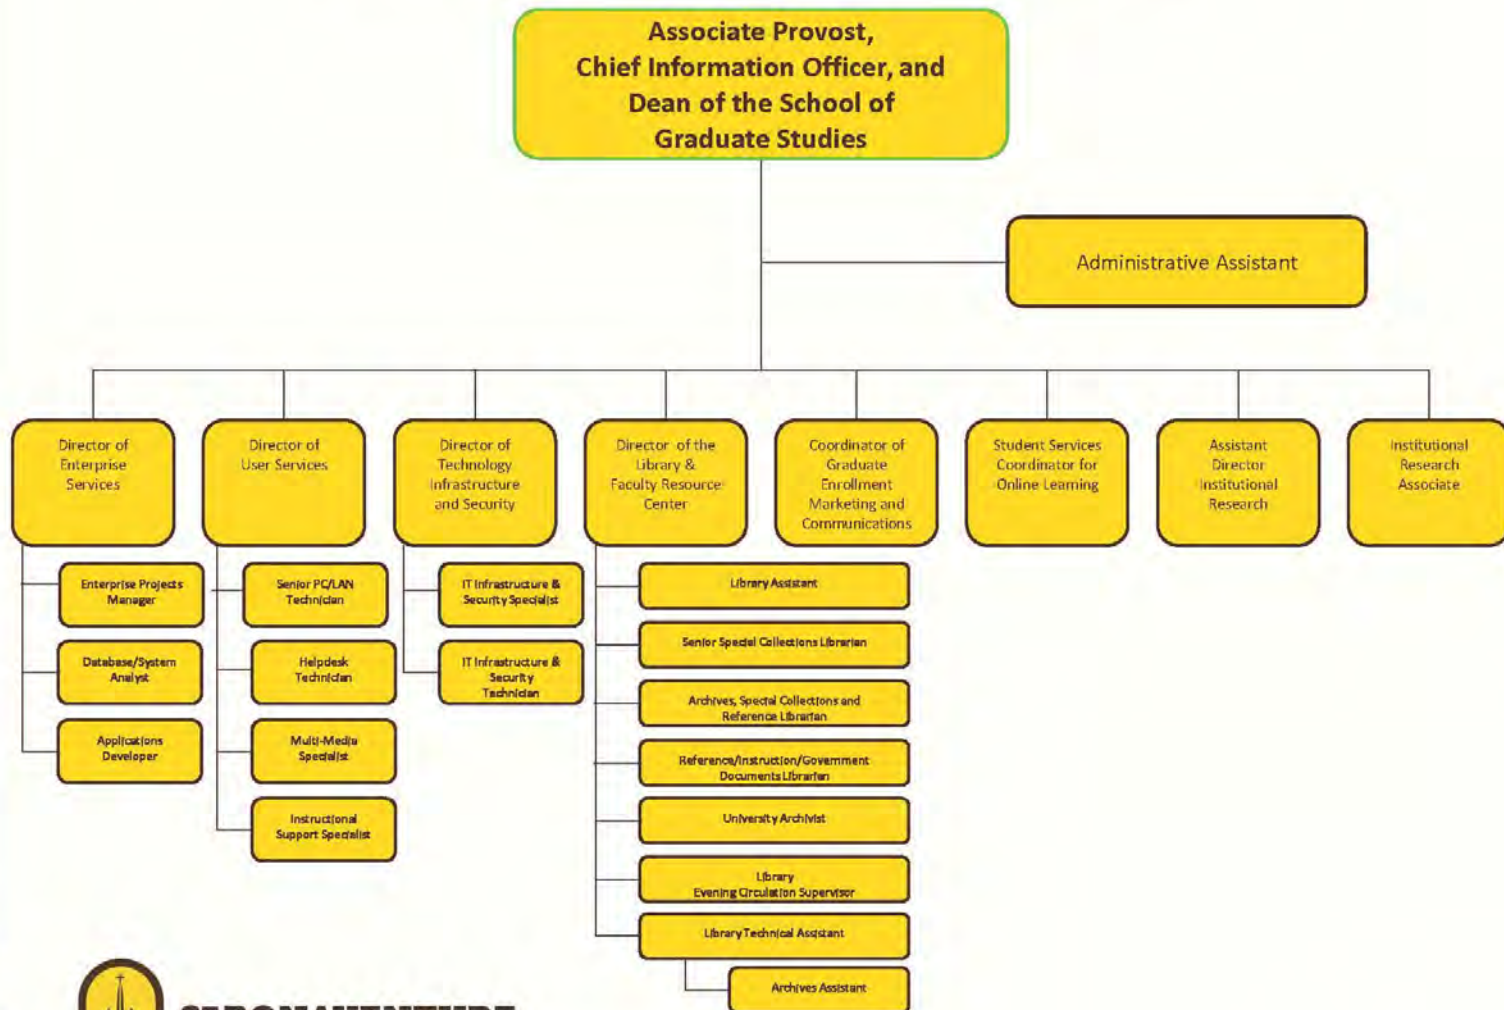 Associate Provost,
Chief Information Officer, and
Dean of the School of
Graduate Studies
Administrative Assistant
Director of
Enterprise
Services
Director of
User Services
Director of
Technology
Infrastructure
and Security
Director of the
Library &
Faculty Resource
Center
Coordinator of
Graduate
Enrollment
Marketing and
Communications
Student Services
Coordinator for
Online Learning
Assistant
Director
Institutional
Research
Institutional
Research
Associate
Enterprise Projects
Manager
Database/System
Analyst
Applications
Developer
Senior PC/LAN
Technician
Helpdesk
Technician
Multi-Media
Specialist
Instructional
Support Specialist
IT Infrastructure &
Security Specialist
IT Infrastructure &
Security
Technician
Library Assistant
Senior Special Collections Librarian
Archives, Special Collections and
Reference Librarian
Reference/Instruction/Government
Documents Librarian
University Archivist
Library
Evening Circulation Supervisor
Library Technical Assistant
Archives Assistant